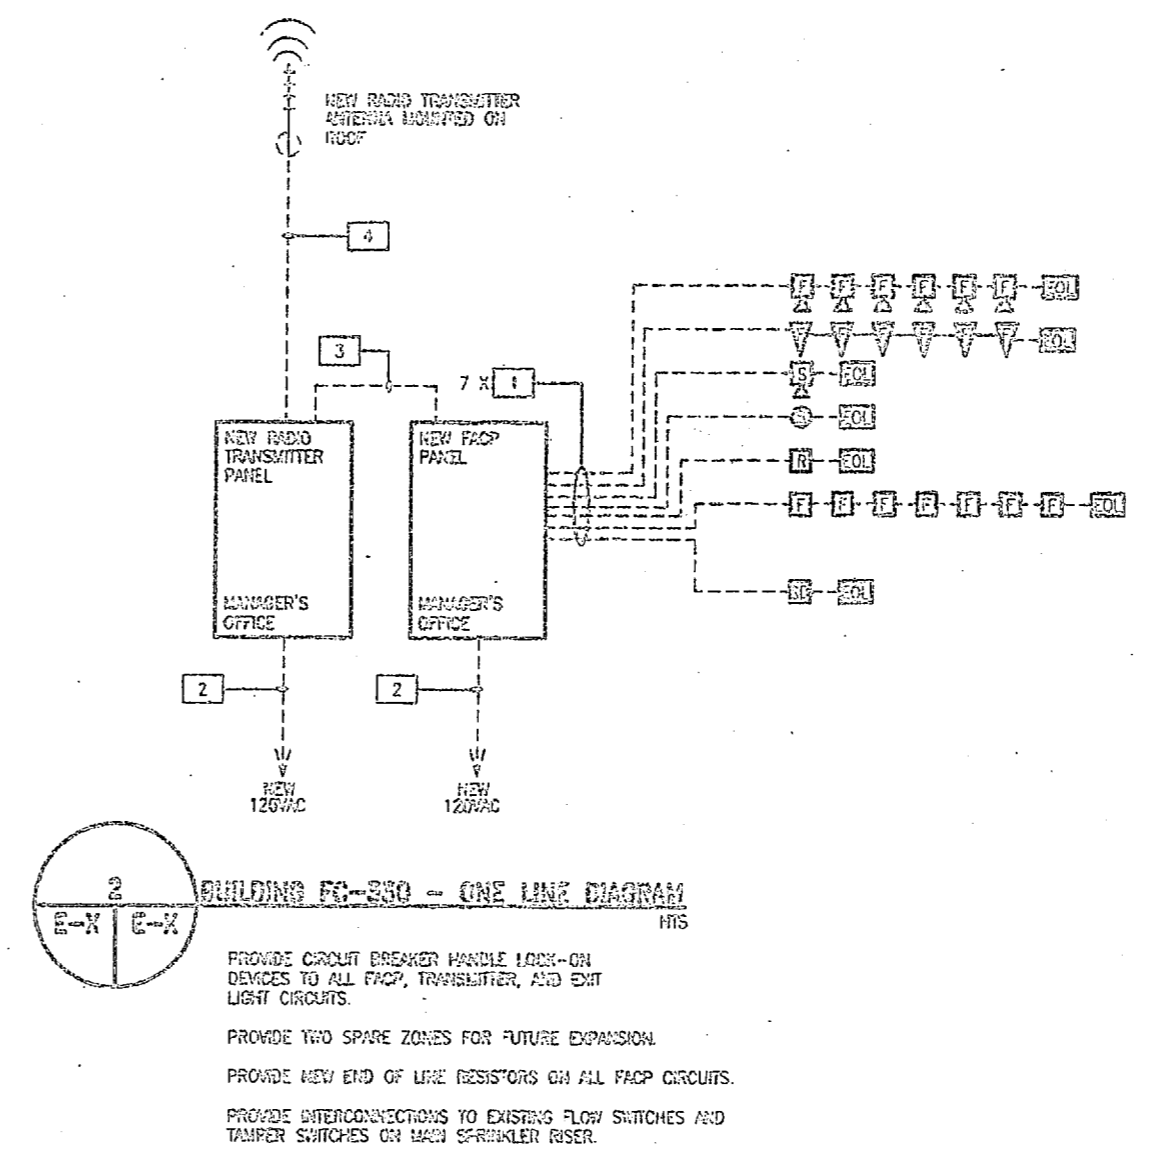 NEW RADIO TRANSMITTER
ANTENNA MOUNTED ON
ROOF
4
3
7 X 1
F F F F F F EOL
F F F F F F EOL
S EOL
S EOL
R EOL
F F F F F F F EOL
EOL
NEW RADIO
TRANSMITTER
PANEL
MANAGER'S
OFFICE
NEW FACP
PANEL
MANAGER'S
OFFICE
2
2
NEW
120VAC
NEW
120VAC
2
E-X
E-X
BUILDING FC-350 - ONE LINE DIAGRAM
NTS
PROVIDE CIRCUIT BREAKER HANDLE LOCK-ON
DEVICES TO ALL FACP, TRANSMITTER, AND EXIT
LIGHT CIRCUITS.
PROVIDE TWO SPARE ZONES FOR FUTURE EXPANSION.
PROVIDE NEW END OF LINE RESISTORS ON ALL FACP CIRCUITS.
PROVIDE INTERCONNECTIONS TO EXISTING FLOW SWITCHES AND
TAMPER SWITCHES ON MAIN SPRINKLER RISER.